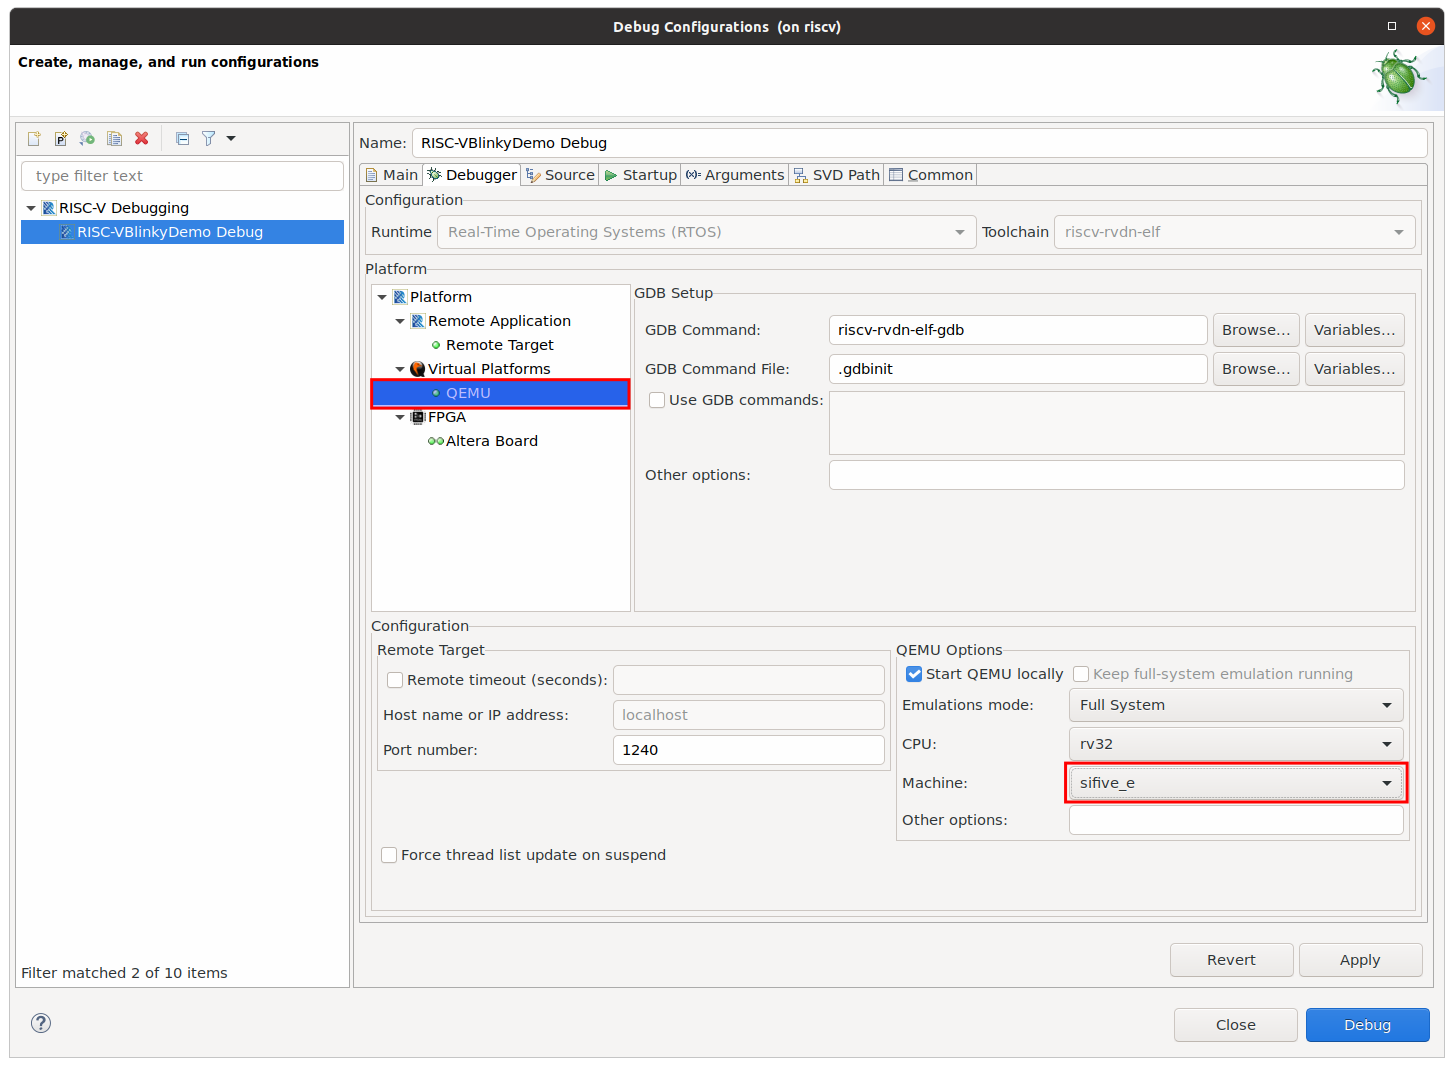 Debug Configurations (on riscv)
Create, manage, and run configurations
type filter text
RISC-V Debugging
RISC-VBlinkyDemo Debug
Filter matched 2 of 10 items
Name: RISC-VBlinkyDemo Debug
Main Debugger Source Startup Arguments SVD Path Common
Configuration
Runtime Real-Time Operating Systems (RTOS) Toolchain riscv-rvdn-elf
Platform
Platform
Remote Application
Remote Target
Virtual Platforms
QEMU
FPGA
Altera Board
GDB Setup
GDB Command: riscv-rvdn-elf-gdb Browse... Variables...
GDB Command File: .gdbinit Browse... Variables...
Use GDB commands:
Other options:
Configuration
Remote Target
Remote timeout (seconds):
Host name or IP address: localhost
Port number: 1240
QEMU Options
Start QEMU locally Keep full-system emulation running
Emulations mode: Full System
CPU: rv32
Machine: sifive_e
Other options:
Force thread list update on suspend
Revert Apply
? Close Debug